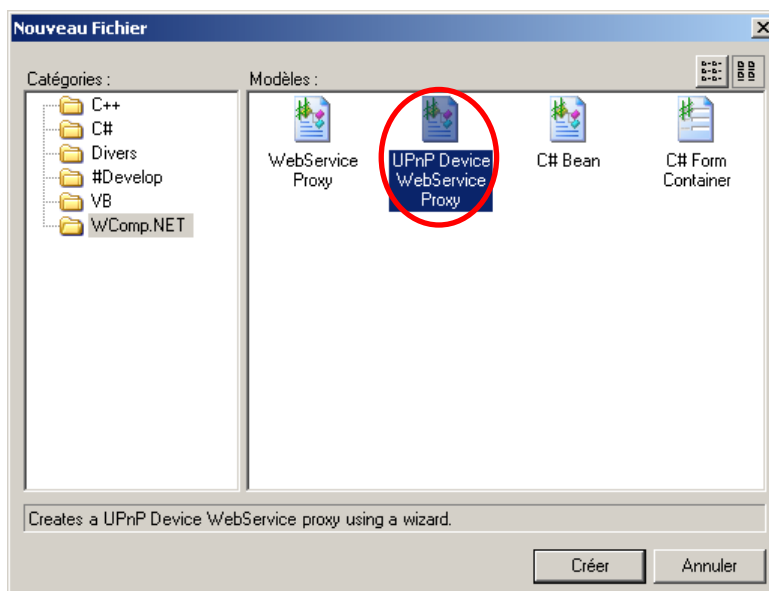 Nouveau Fichier
Catégories :
Modèles :
C++
C#
Divers
#Develop
VB
WComp.NET
WebService
Proxy
UPnP Device
WebService
Proxy
C# Bean
C# Form
Container
Creates a UPnP Device WebService proxy using a wizard.
Créer
Annuler